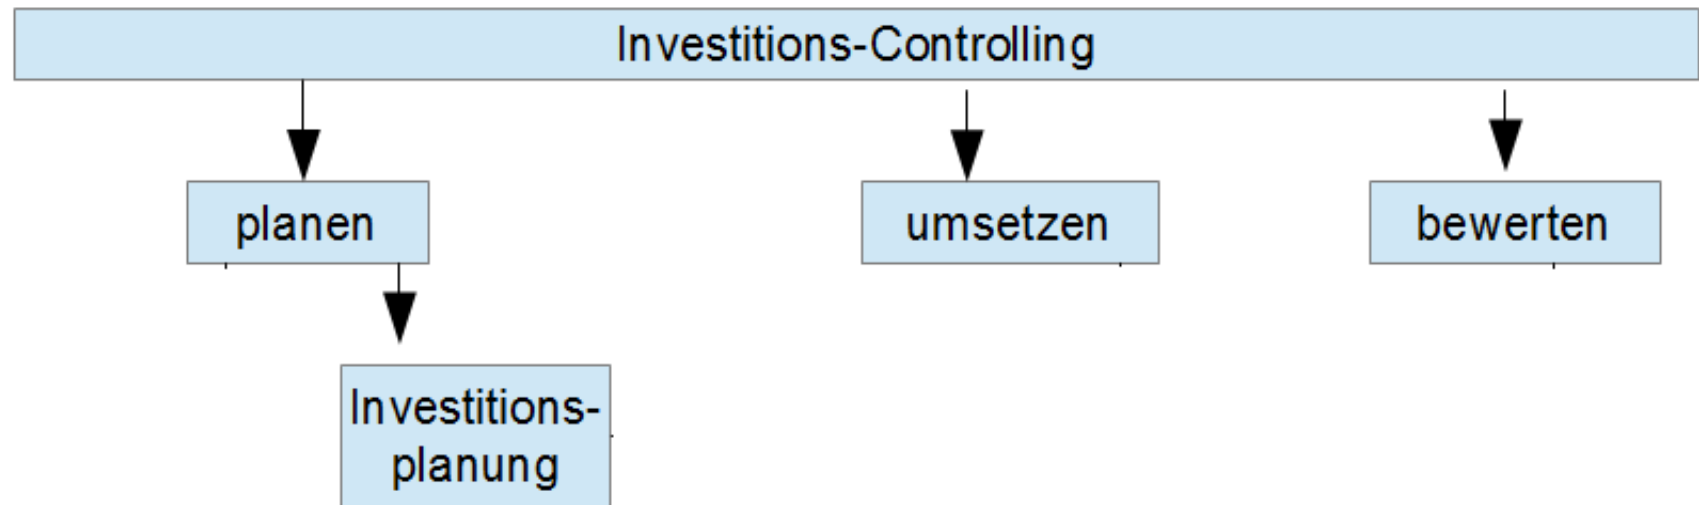 Investitions-Controlling
planen
umsetzen
bewerten
Investitions-
planung